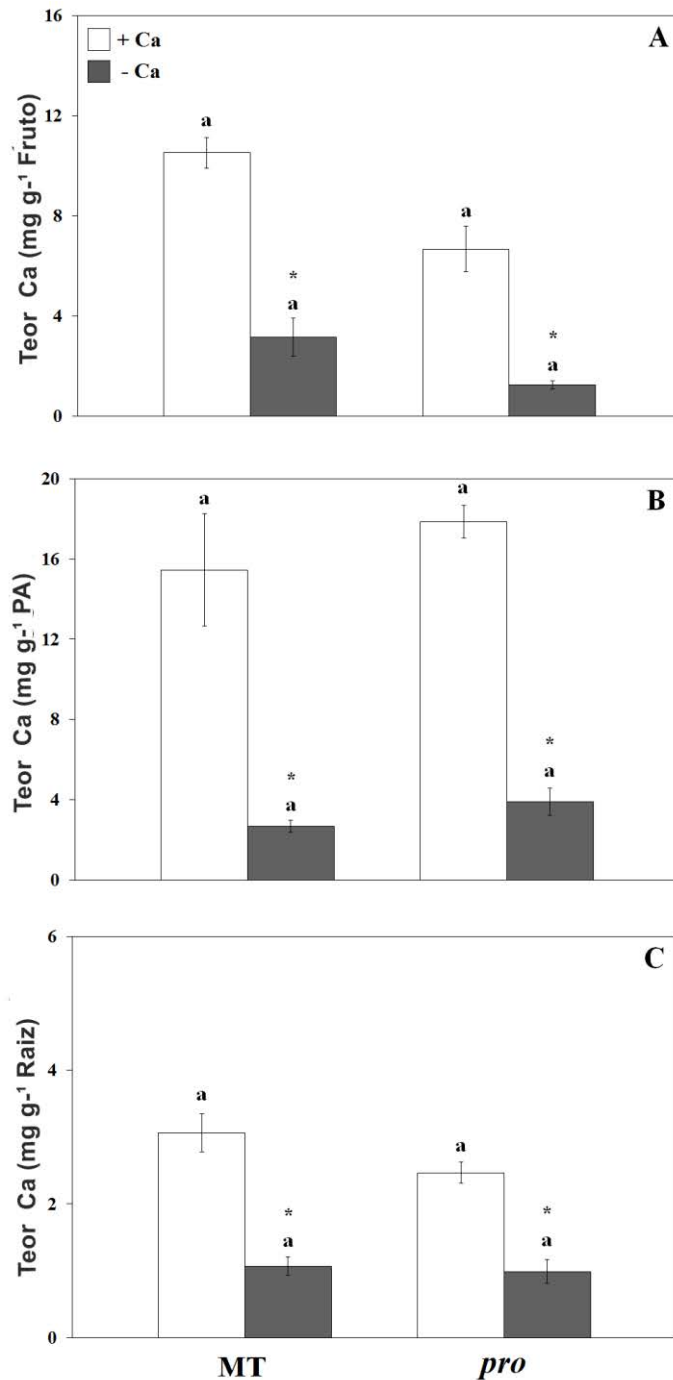 16
+ Ca
- Ca
A
12
8
4
0
a
a
*
a
*
a
Teor Ca (mg g-¹ Fruto)
20
B
16
12
8
4
0
a
a
*
a
*
a
Teor Ca (mg g-¹ PA)
6
C
4
2
0
a
a
*
a
*
a
Teor Ca (mg g-¹ Raiz)
MT
pro